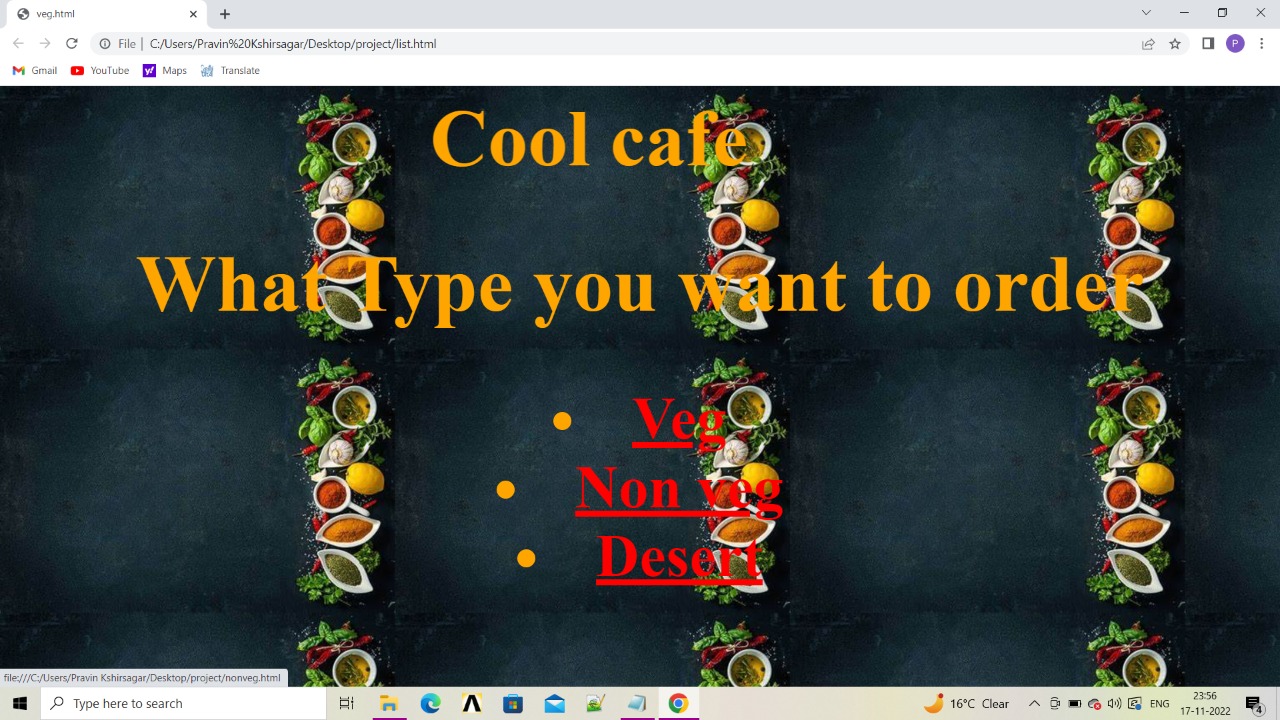 veg.html
File
C:/Users/Pravin%20Kshirsagar/Desktop/project/list.html
P
Gmail
YouTube
Maps
Translate
Cool cafe
What Type you want to order
Veg
Non veg
Desert
file:///C:/Users/Pravin Kshirsagar/Desktop/project/nonveg.html
Type here to search
16°C Clear
ENG
23:56
17-11-2022
4